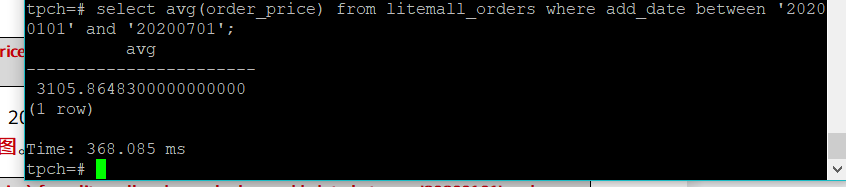 tpch=# select avg(order_price) from litemall_orders where add_date between '2020
0101' and '20200701';
rice
avg
------------------------
3105.8648300000000000
(1 row)
20
图。
Time: 368.085 ms
tpch=#